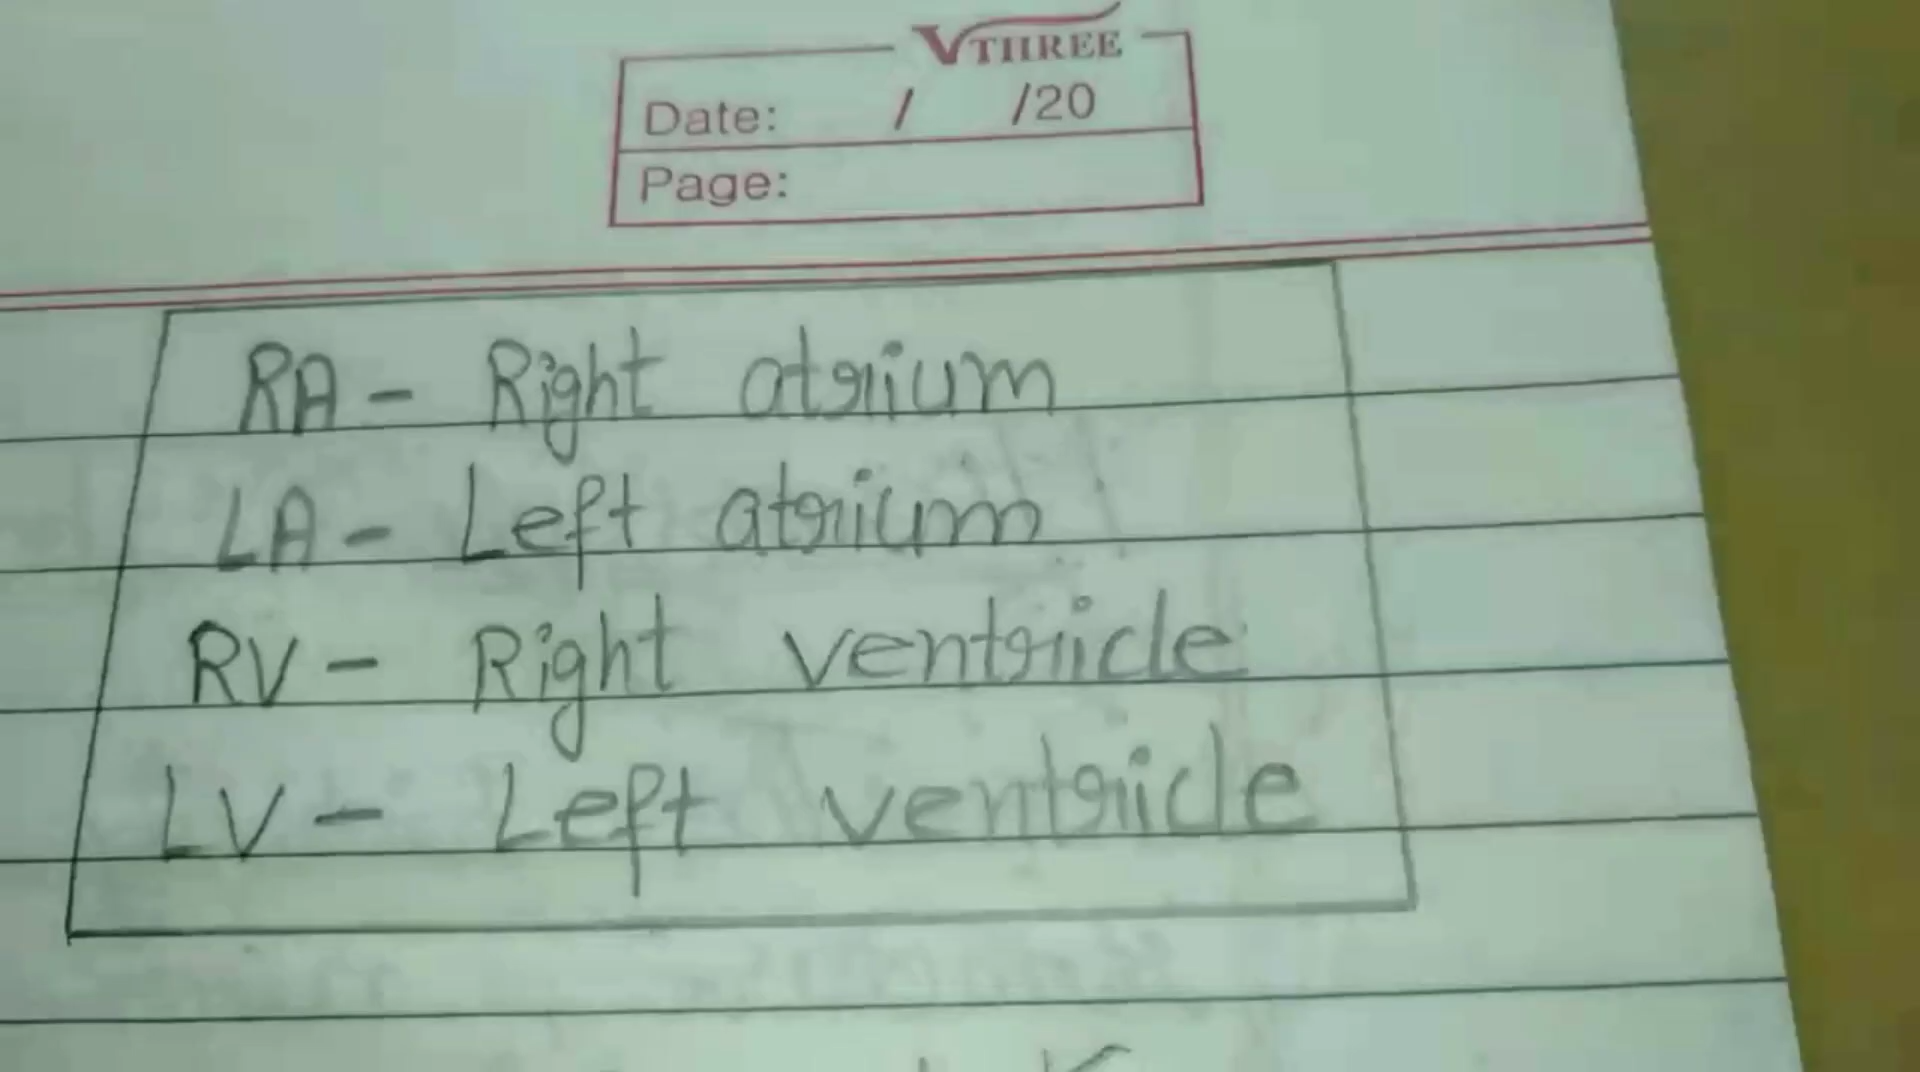 VTHREE
Date: / /20
Page:
RA - Right atrium
LA - Left atrium
RV - Right ventricle
LV - Left ventricle